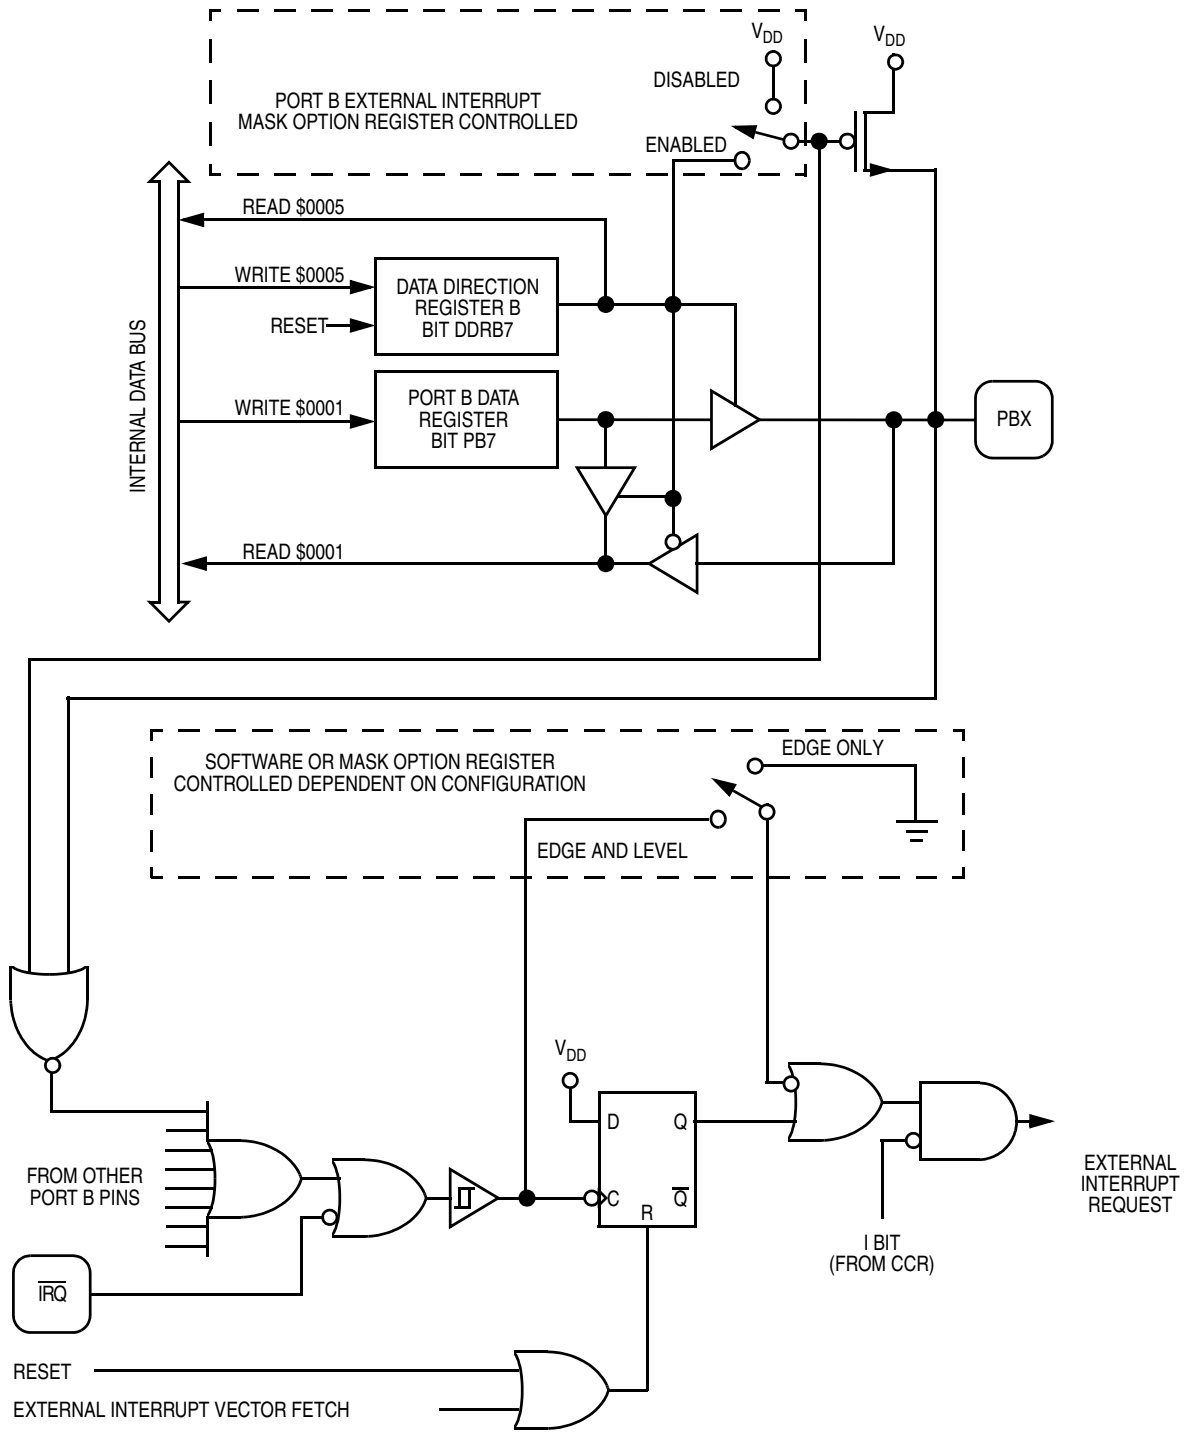 V_DD
V_DD
DISABLED
PORT B EXTERNAL INTERRUPT
MASK OPTION REGISTER CONTROLLED
ENABLED
READ $0005
WRITE $0005
DATA DIRECTION
REGISTER B
BIT DDRB7
RESET
INTERNAL DATA BUS
WRITE $0001
PORT B DATA
REGISTER
BIT PB7
PBX
READ $0001
EDGE ONLY
SOFTWARE OR MASK OPTION REGISTER
CONTROLLED DEPENDENT ON CONFIGURATION
EDGE AND LEVEL
V_DD
D
Q
C
Q̅
R
FROM OTHER
PORT B PINS
EXTERNAL
INTERRUPT
REQUEST
I BIT
(FROM CCR)
I̅R̅Q̅
RESET
EXTERNAL INTERRUPT VECTOR FETCH